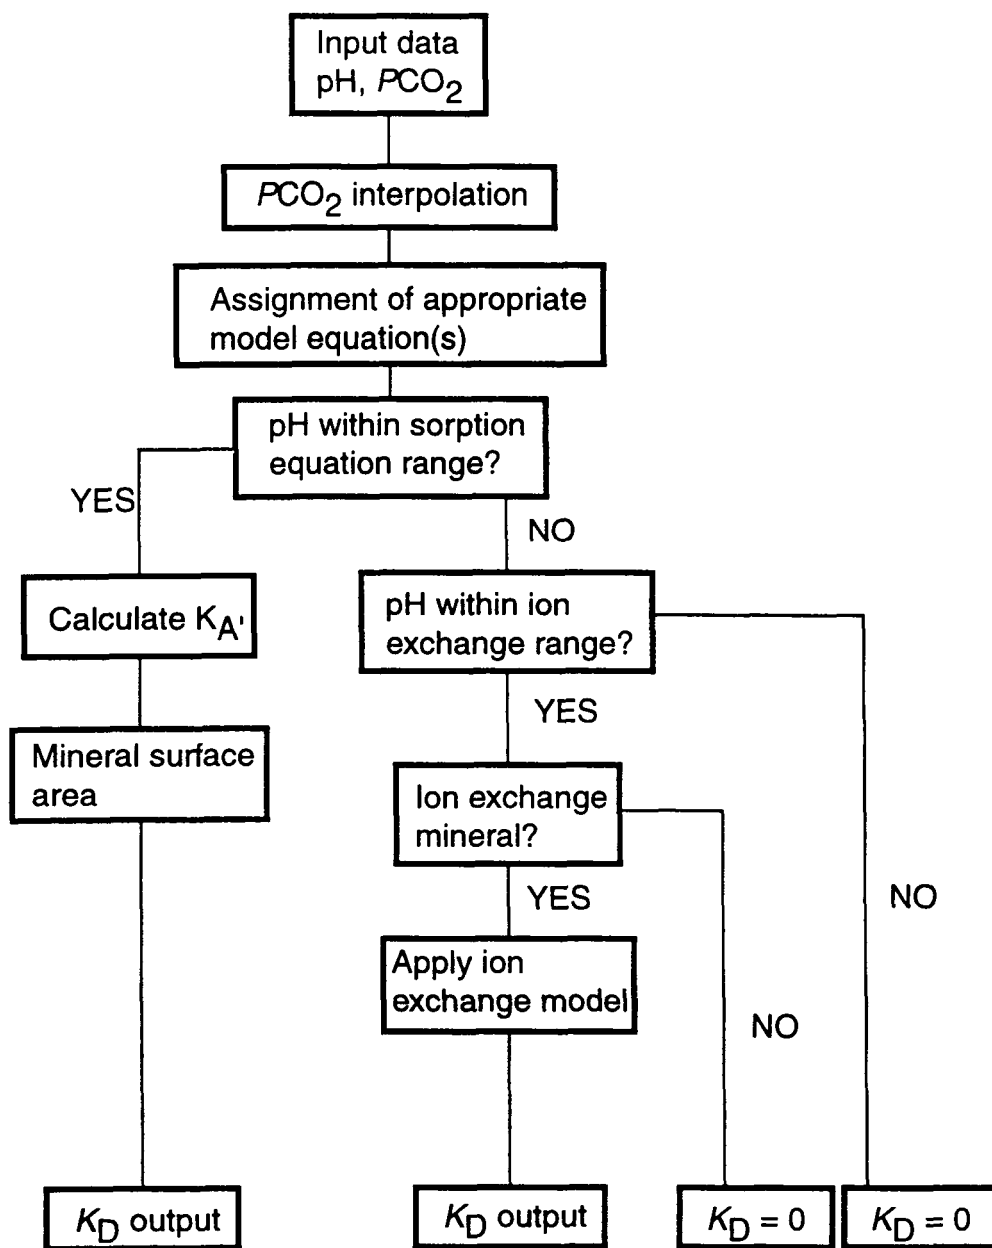 Input data
pH, PCO2
PCO2 interpolation
Assignment of appropriate
model equation(s)
pH within sorption
equation range?
YES
NO
Calculate KA'
pH within ion
exchange range?
YES
Mineral surface
area
Ion exchange
mineral?
YES
NO
Apply ion
exchange model
NO
KD output
KD output
KD = 0
KD = 0